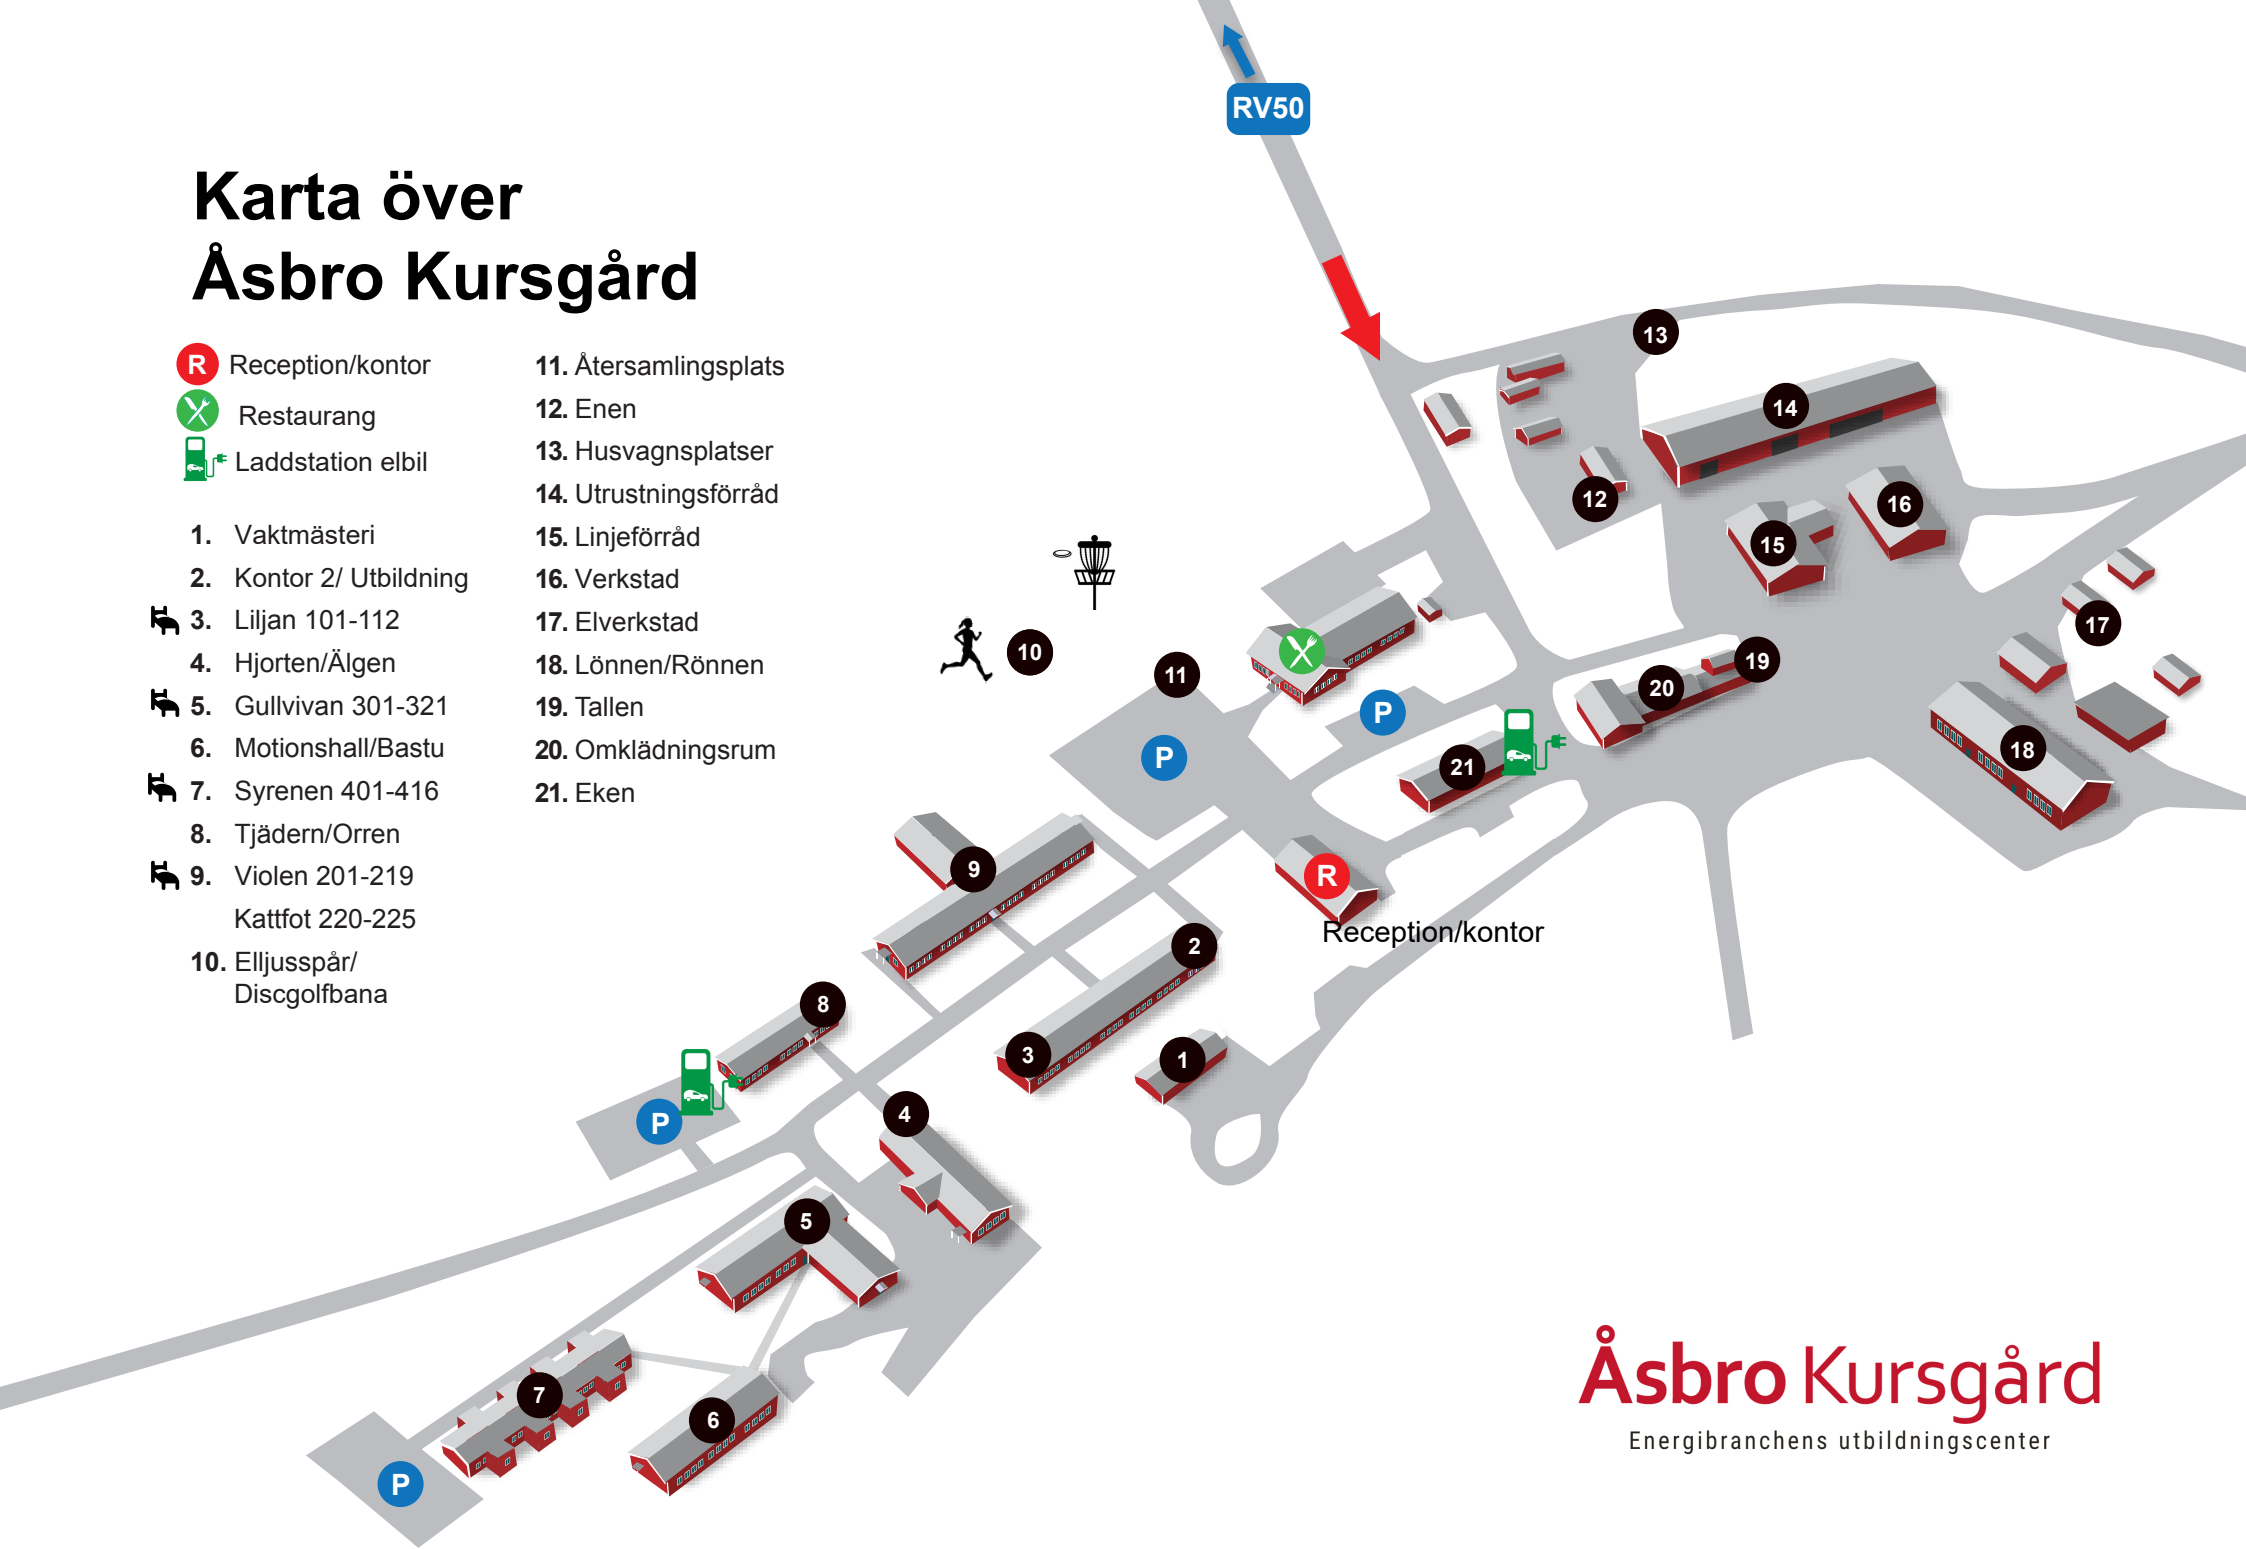 RV50
Karta över
Åsbro Kursgård
R Reception/kontor
Restaurang
Laddstation elbil
1. Vaktmästeri
2. Kontor 2/ Utbildning
3. Liljan 101-112
4. Hjorten/Älgen
5. Gullvivan 301-321
6. Motionshall/Bastu
7. Syrenen 401-416
8. Tjädern/Orren
9. Violen 201-219
Kattfot 220-225
10. Elljusspår/
Discgolfbana
11. Återsamlingsplats
12. Enen
13. Husvagnsplatser
14. Utrustningsförråd
15. Linjeförråd
16. Verkstad
17. Elverkstad
18. Lönnen/Rönnen
19. Tallen
20. Omklädningsrum
21. Eken
13
14
12
16
15
17
10
11
19
20
P
P
18
21
9
R
Reception/kontor
2
8
3
1
P
4
5
7
6
P
Åsbro Kursgård
Energibranchens utbildningscenter